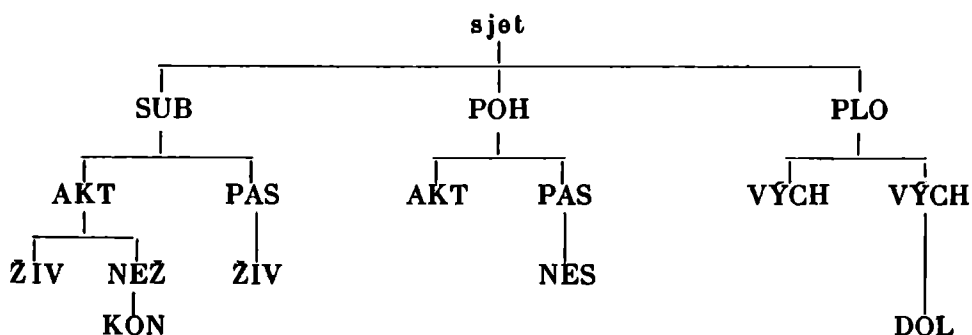 sjet
SUB POH PLO
AKT PAS AKT PAS VÝCH VÝCH
ŽIV NEŽ ŽIV NES
KON DOL